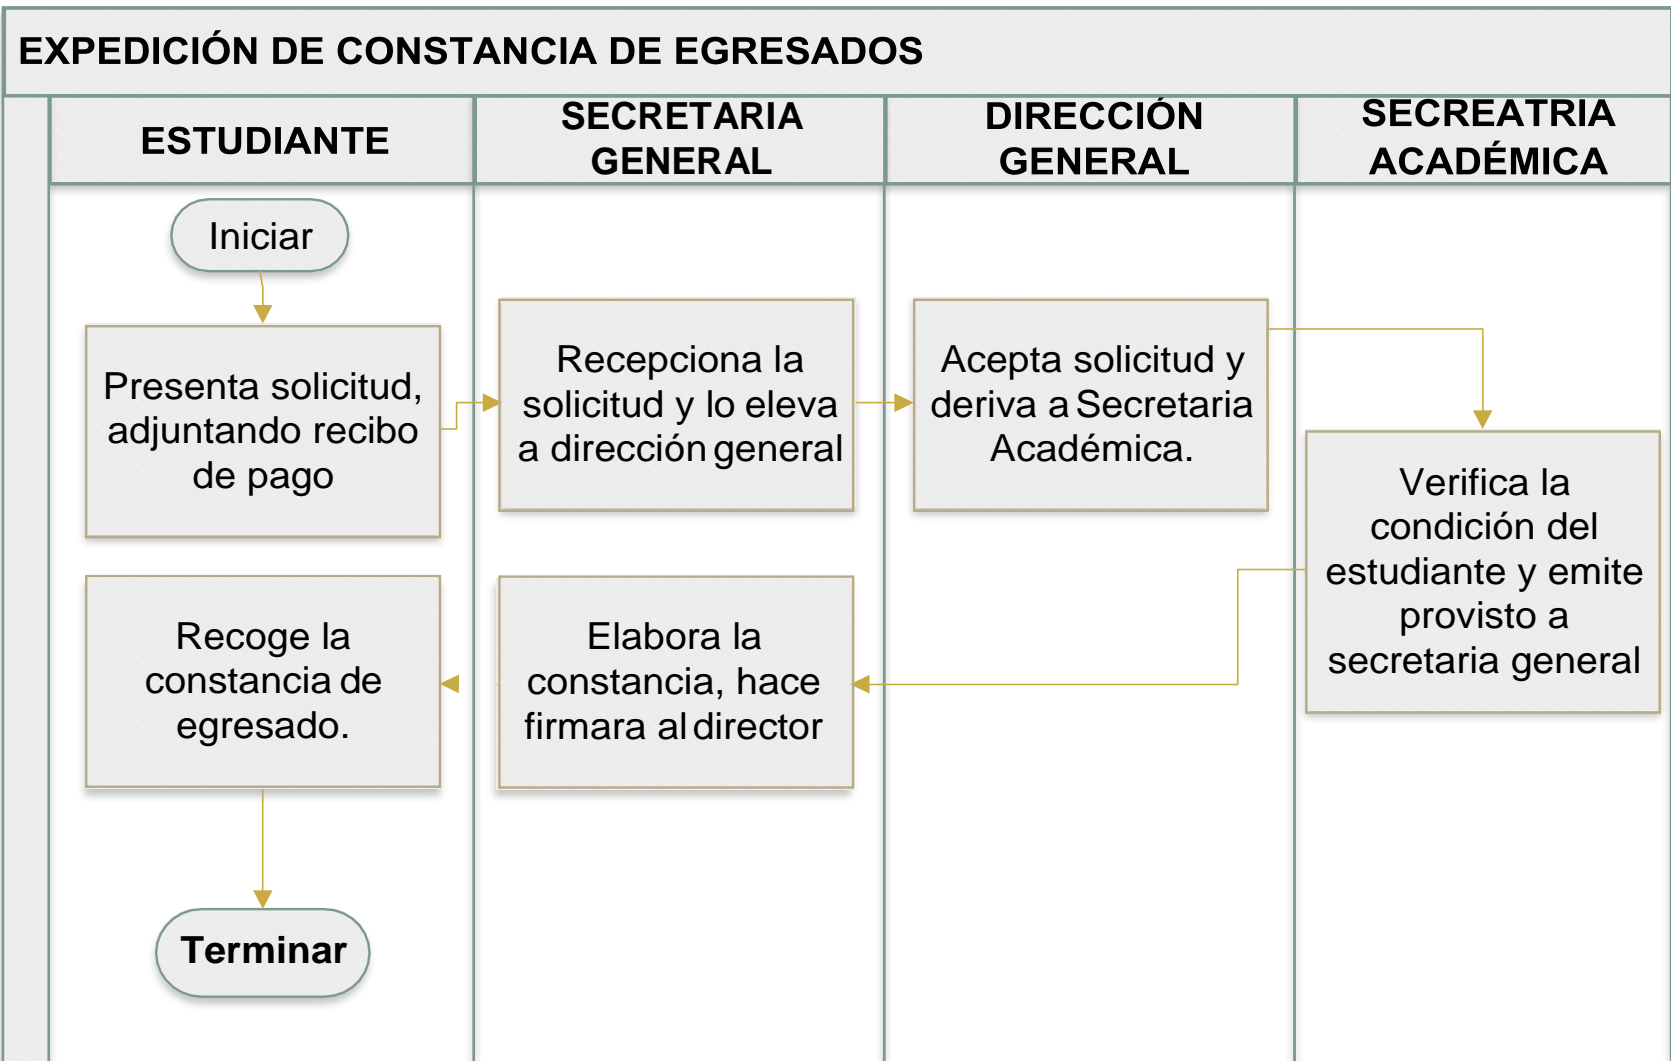 EXPEDICIÓN DE CONSTANCIA DE EGRESADOS
ESTUDIANTE
SECRETARIA
GENERAL
DIRECCIÓN
GENERAL
SECREATRIA
ACADÉMICA
Iniciar
Presenta solicitud,
adjuntando recibo
de pago
Recepciona la
solicitud y lo eleva
a dirección general
Acepta solicitud y
deriva a Secretaria
Académica.
Verifica la
condición del
estudiante y emite
provisto a
secretaria general
Elabora la
constancia, hace
firmara al director
Recoge la
constancia de
egresado.
Terminar